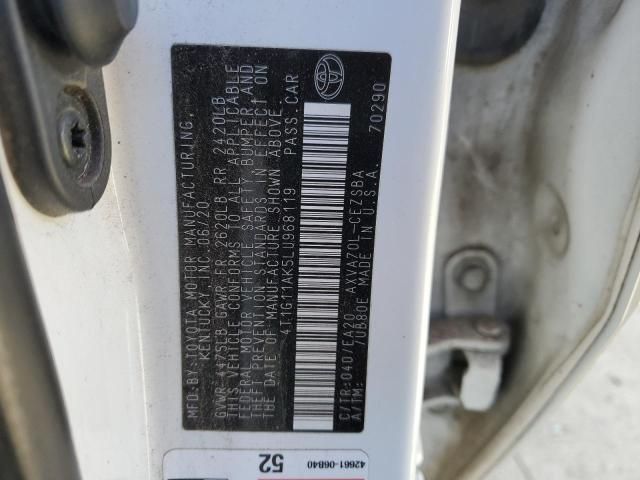 MFD.BY: TOYOTA MOTOR MANUFACTURING,
KENTUCKY INC. 06/20
GVWR 4475LB GAWR FR 2620LB RR 2420LB
THIS VEHICLE CONFORMS TO ALL APPLICABLE
FEDERAL MOTOR VEHICLE SAFETY, BUMPER, AND
THEFT PREVENTION STANDARDS IN EFFECT ON
THE DATE OF MANUFACTURE SHOWN ABOVE.
4T1G11AK5LU968119 PASS.CAR
C/TR:040/EA20 AXVA70L-CEZSBA
A/TM: /UB80E MADE IN U.S.A.
70290
42661-06B40
52